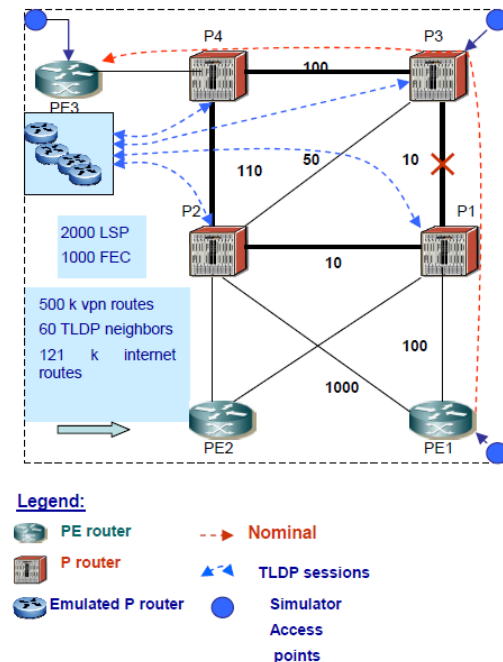 P4
P3
100
PE3
50
110
10
P2
P1
2000 LSP
1000 FEC
10
500 k vpn routes
60 TLDP neighbors
121 k internet
routes
100
1000
PE2
PE1
Legend:
PE router
Nominal
P router
TLDP sessions
Emulated P router
Simulator
Access
points